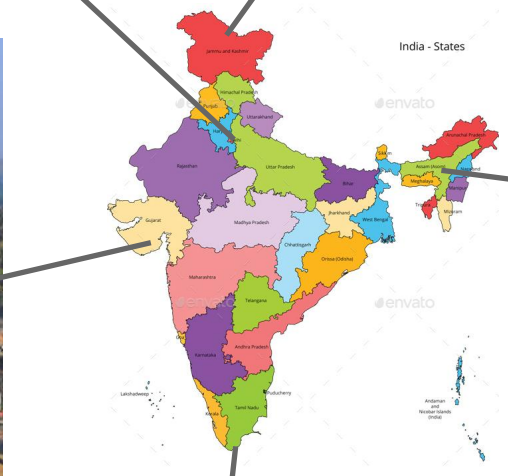 India - States
Jammu and Kashmir
Himachal Pradesh
Punjab
Uttarakhand
envato
envato
Arunachal Pradesh
Rajasthan
Uttar Pradesh
Sikkim
Assam (Asom)
Nagaland
Meghalaya
Manipur
Bihar
Tripura
Mizoram
Gujarat
Madhya Pradesh
Jharkhand
West Bengal
Chhattisgarh
Orissa (Odisha)
Maharashtra
Telangana
envato
envato
Goa
Karnataka
Andhra Pradesh
Lakshadweep
Puducherry
Kerala
Tamil Nadu
Andaman
and
Nicobar Islands
(India)